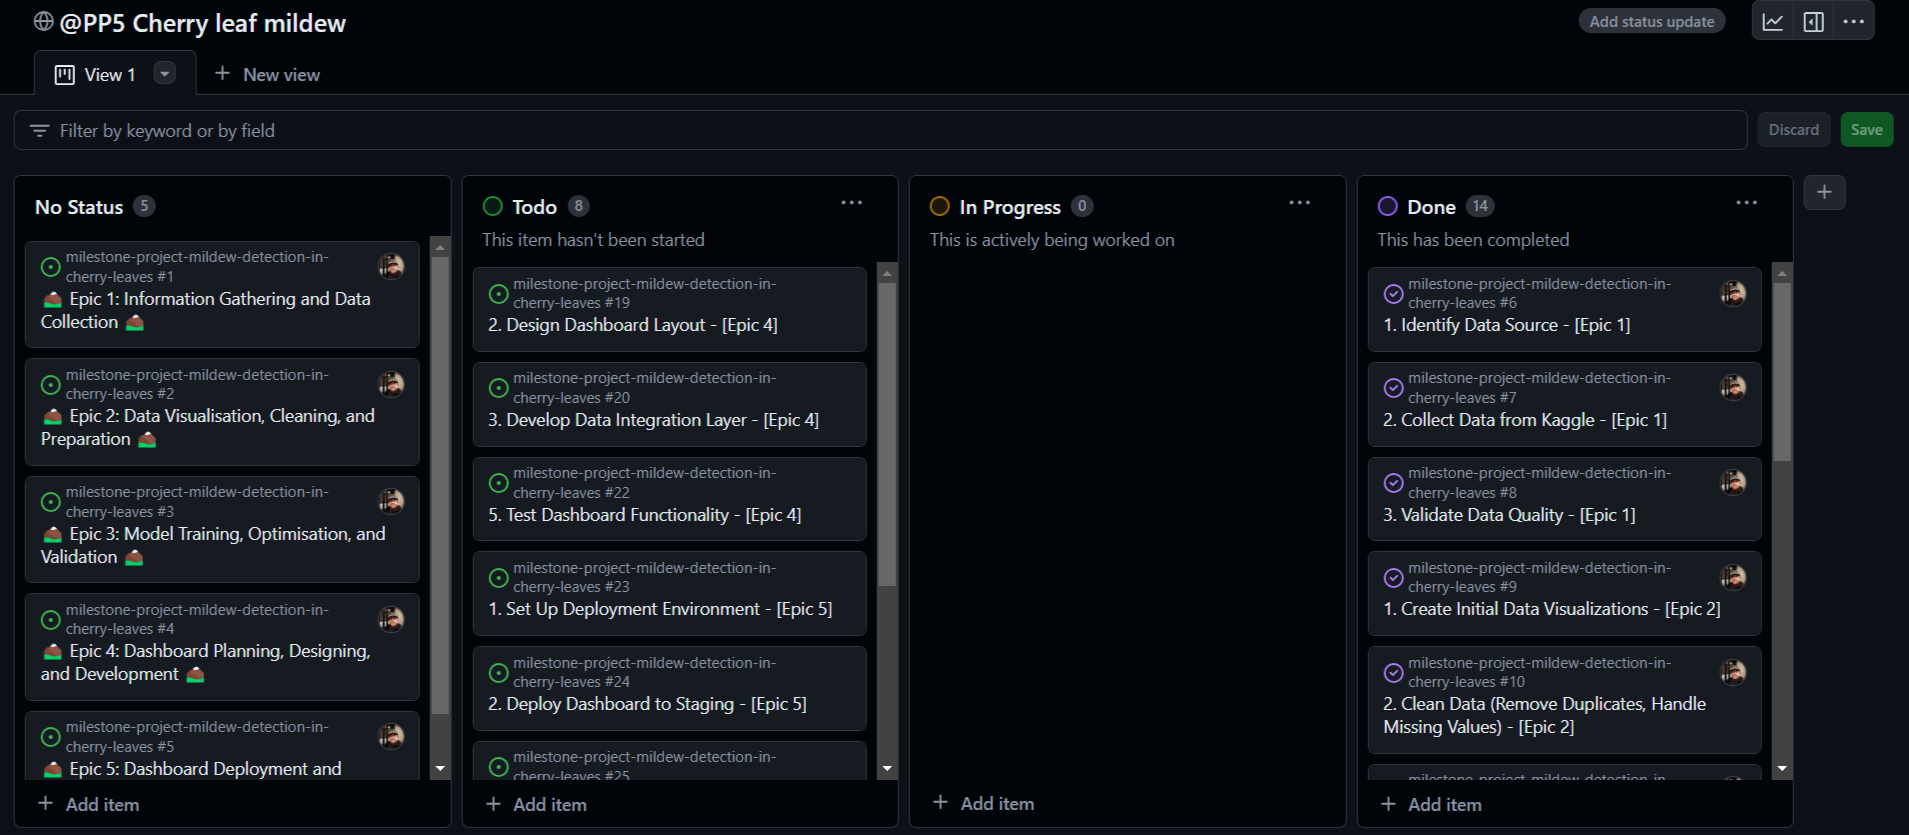 @PP5 Cherry leaf mildew
Add status update
View 1
New view
Filter by keyword or by field
Discard
Save
No Status 5
milestone-project-mildew-detection-in-
cherry-leaves #1
Epic 1: Information Gathering and Data
Collection
milestone-project-mildew-detection-in-
cherry-leaves #2
Epic 2: Data Visualisation, Cleaning, and
Preparation
milestone-project-mildew-detection-in-
cherry-leaves #3
Epic 3: Model Training, Optimisation, and
Validation
milestone-project-mildew-detection-in-
cherry-leaves #4
Epic 4: Dashboard Planning, Designing,
and Development
milestone-project-mildew-detection-in-
cherry-leaves #5
Epic 5: Dashboard Deployment and
Add item
Todo 8
This item hasn't been started
milestone-project-mildew-detection-in-
cherry-leaves #19
2. Design Dashboard Layout - [Epic 4]
milestone-project-mildew-detection-in-
cherry-leaves #20
3. Develop Data Integration Layer - [Epic 4]
milestone-project-mildew-detection-in-
cherry-leaves #22
5. Test Dashboard Functionality - [Epic 4]
milestone-project-mildew-detection-in-
cherry-leaves #23
1. Set Up Deployment Environment - [Epic 5]
milestone-project-mildew-detection-in-
cherry-leaves #24
2. Deploy Dashboard to Staging - [Epic 5]
milestone-project-mildew-detection-in-
cherry-leaves #25
Add item
In Progress 0
This is actively being worked on
Add item
Done 14
This has been completed
milestone-project-mildew-detection-in-
cherry-leaves #6
1. Identify Data Source - [Epic 1]
milestone-project-mildew-detection-in-
cherry-leaves #7
2. Collect Data from Kaggle - [Epic 1]
milestone-project-mildew-detection-in-
cherry-leaves #8
3. Validate Data Quality - [Epic 1]
milestone-project-mildew-detection-in-
cherry-leaves #9
1. Create Initial Data Visualizations - [Epic 2]
milestone-project-mildew-detection-in-
cherry-leaves #10
2. Clean Data (Remove Duplicates, Handle
Missing Values) - [Epic 2]
milestone-project-mildew-detection-in-
Add item